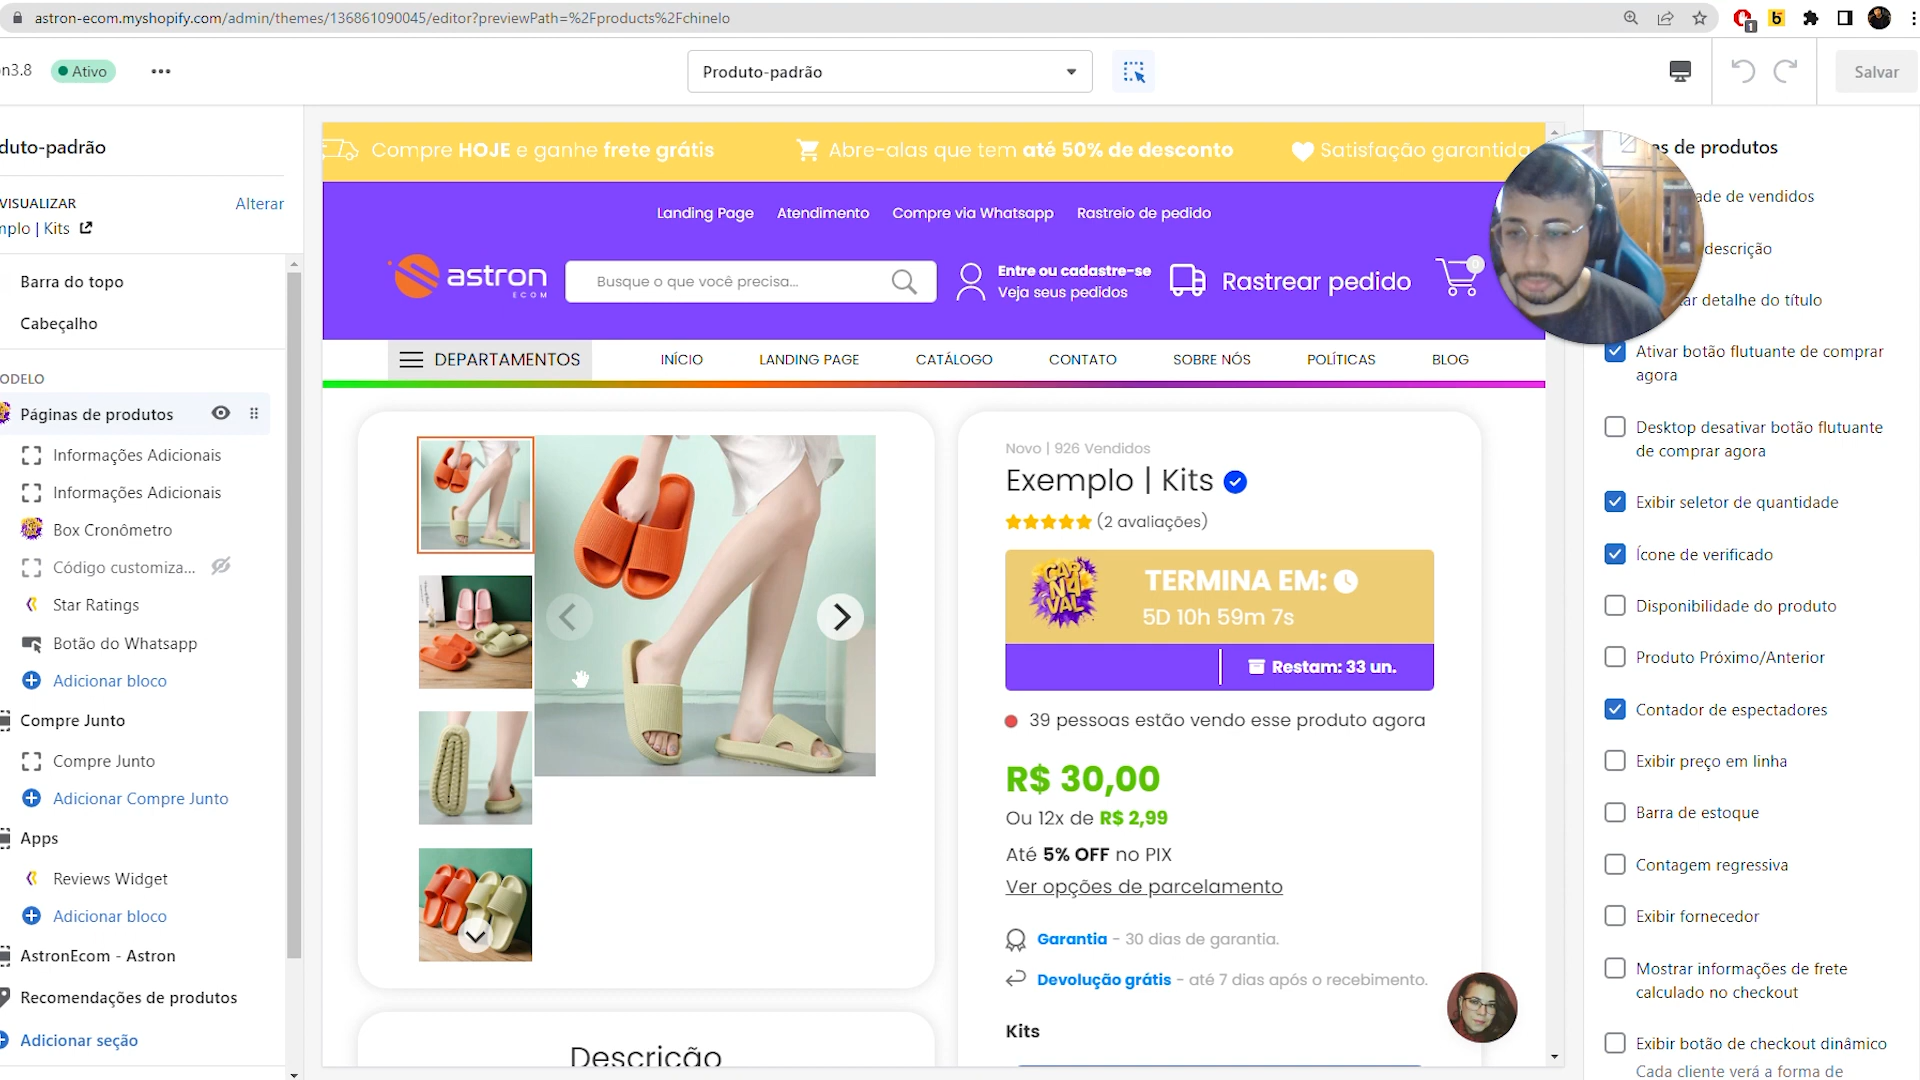 astron-ecom.myshopify.com/admin/themes/136861090045/editor?previewPath=%2Fproducts%2Fchinelo
1
n3.8
Ativo
Produto-padrão
Salvar
duto-padrão
VISUALIZAR
Alterar
mplo | Kits
Barra do topo
Cabeçalho
ODELO
Páginas de produtos
Informações Adicionais
Informações Adicionais
Box Cronômetro
Código customiza...
Star Ratings
Botão do Whatsapp
Adicionar bloco
Compre Junto
Compre Junto
Adicionar Compre Junto
Apps
Reviews Widget
Adicionar bloco
AstronEcom - Astron
Recomendações de produtos
Adicionar seção
Compre HOJE e ganhe frete grátis
Abre-alas que tem até 50% de desconto
Satisfação garantida
Landing Page
Atendimento
Compre via Whatsapp
Rastreio de pedido
astron
ECOM
Busque o que você precisa...
Entre ou cadastre-se
Veja seus pedidos
Rastrear pedido
0
DEPARTAMENTOS
INÍCIO
LANDING PAGE
CATÁLOGO
CONTATO
SOBRE NÓS
POLÍTICAS
BLOG
Novo | 926 Vendidos
Exemplo | Kits
(2 avaliações)
CAR
N4
VAL
TERMINA EM:
5D 10h 59m 7s
Restam: 33 un.
39 pessoas estão vendo esse produto agora
R$ 30,00
Ou 12x de R$ 2,99
Até 5% OFF no PIX
Ver opções de parcelamento
Garantia - 30 dias de garantia.
Devolução grátis - até 7 dias após o recebimento.
Kits
Descrição
as de produtos
ade de vendidos
descrição
ar detalhe do título
Ativar botão flutuante de comprar
agora
Desktop desativar botão flutuante
de comprar agora
Exibir seletor de quantidade
Ícone de verificado
Disponibilidade do produto
Produto Próximo/Anterior
Contador de espectadores
Exibir preço em linha
Barra de estoque
Contagem regressiva
Exibir fornecedor
Mostrar informações de frete
calculado no checkout
Exibir botão de checkout dinâmico
Cada cliente verá a forma de